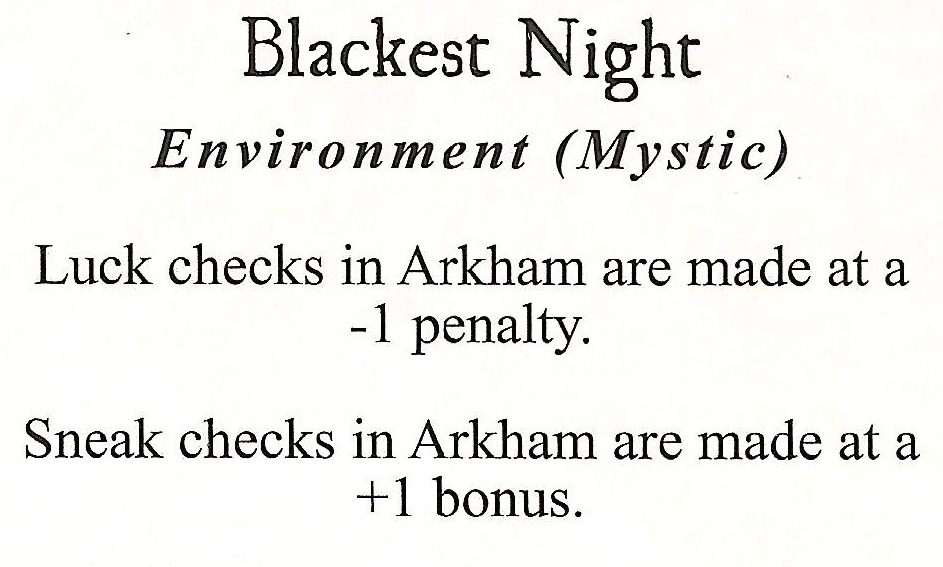 Blackest Night
Environment (Mystic)
Luck checks in Arkham are made at a
-1 penalty.
Sneak checks in Arkham are made at a
+1 bonus.